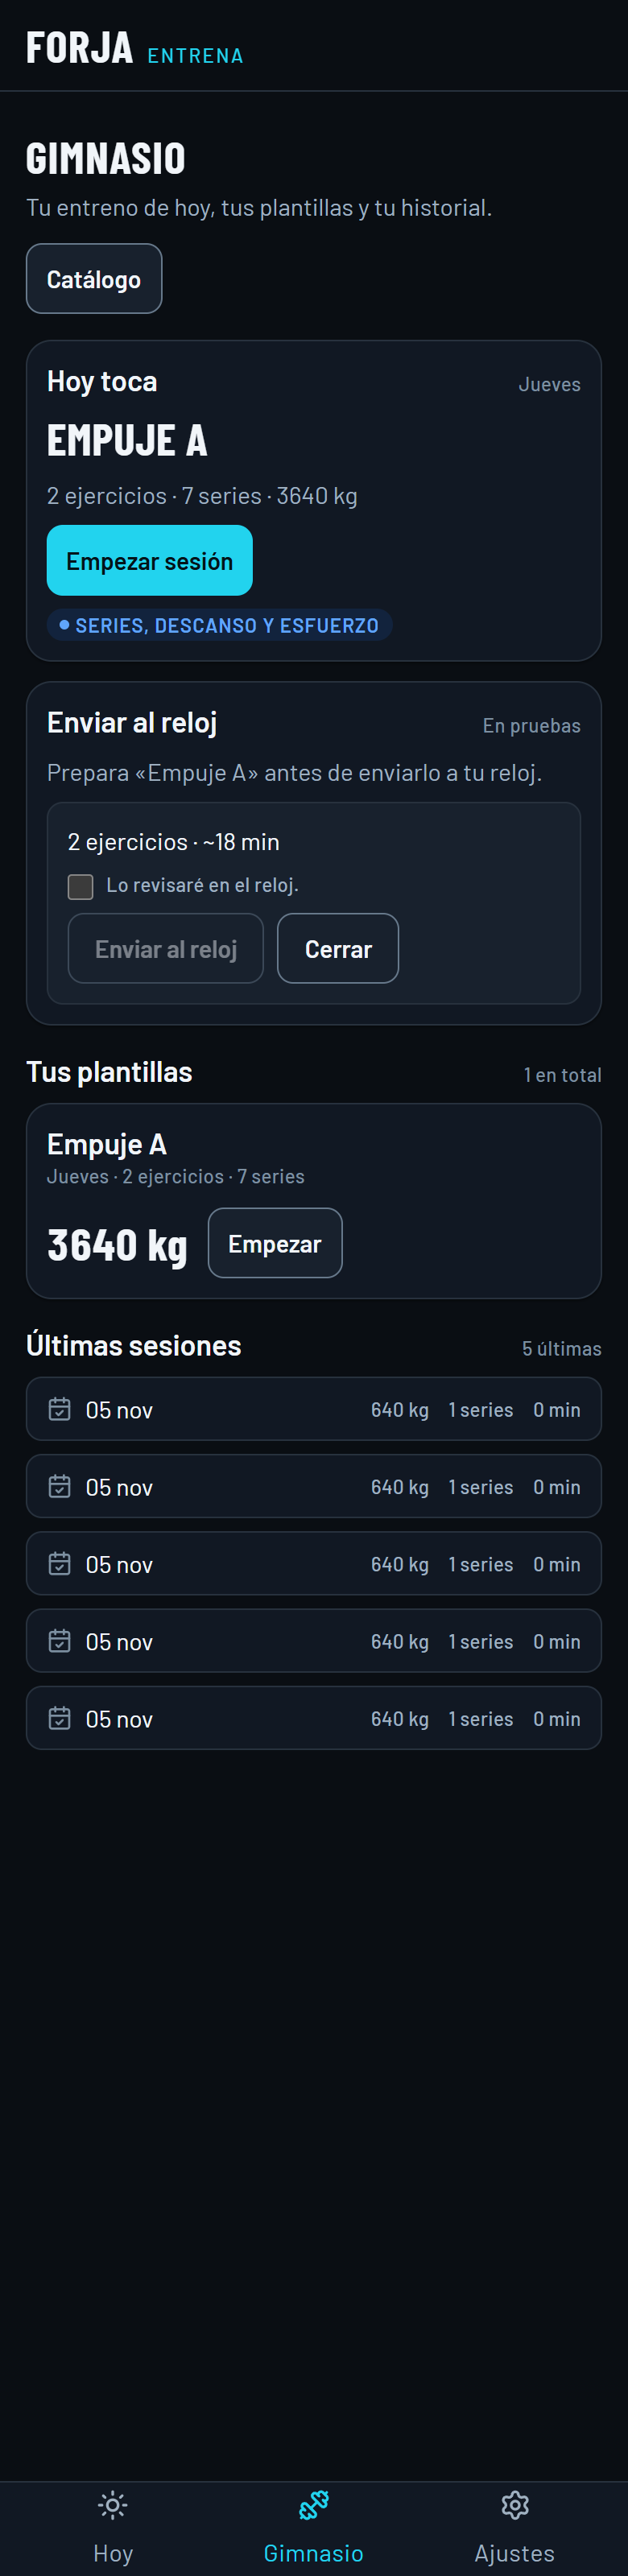 FORJA ENTRENA
GIMNASIO
Tu entreno de hoy, tus plantillas y tu historial.
Catálogo
Hoy toca Jueves
EMPUJE A
2 ejercicios · 7 series · 3640 kg
Empezar sesión
SERIES, DESCANSO Y ESFUERZO
Enviar al reloj En pruebas
Prepara «Empuje A» antes de enviarlo a tu reloj.
2 ejercicios · ~18 min
Lo revisaré en el reloj.
Enviar al reloj Cerrar
Tus plantillas 1 en total
Empuje A
Jueves · 2 ejercicios · 7 series
3640 kg Empezar
Últimas sesiones 5 últimas
05 nov 640 kg 1 series 0 min
05 nov 640 kg 1 series 0 min
05 nov 640 kg 1 series 0 min
05 nov 640 kg 1 series 0 min
05 nov 640 kg 1 series 0 min
Hoy Gimnasio Ajustes